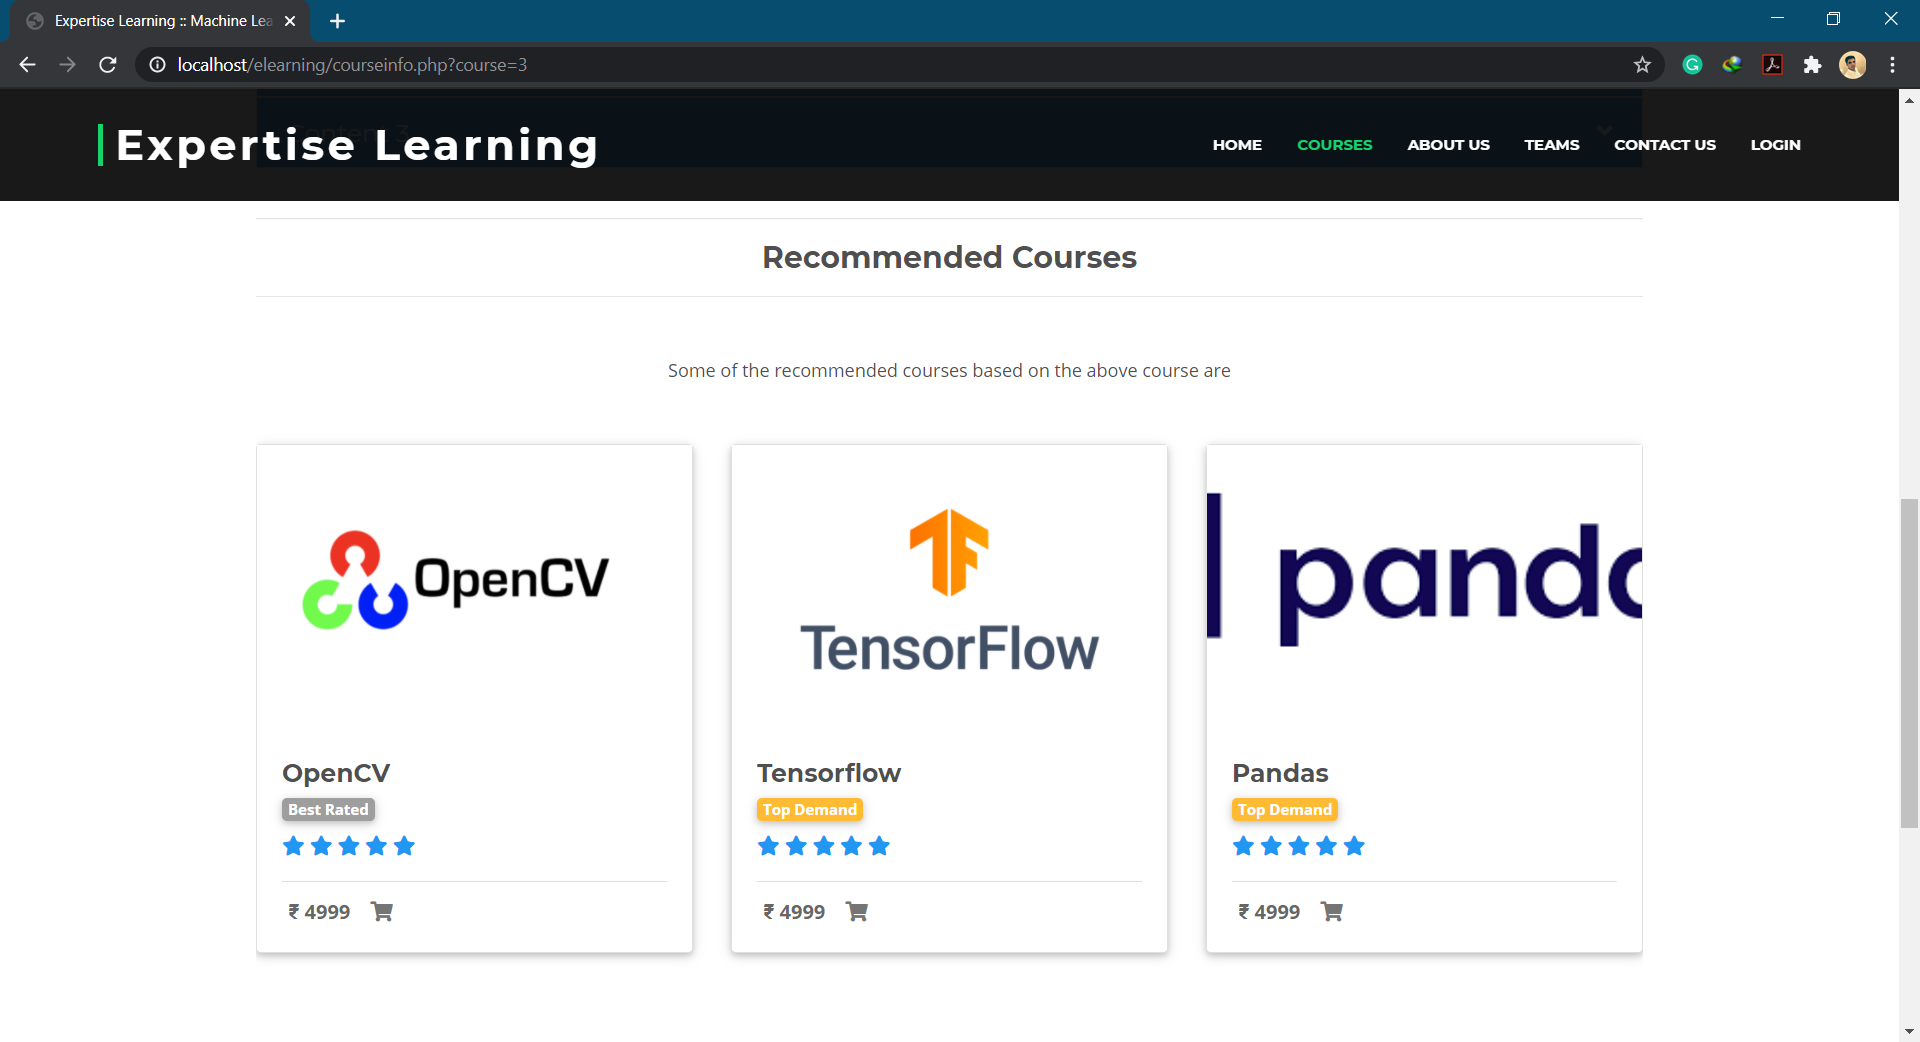 Expertise Learning :: Machine Lea
localhost/elearning/courseinfo.php?course=3
Expertise Learning
HOME COURSES ABOUT US TEAMS CONTACT US LOGIN
Recommended Courses
Some of the recommended courses based on the above course are
OpenCV
TensorFlow
panda
OpenCV
Best Rated
₹ 4999
Tensorflow
Top Demand
₹ 4999
Pandas
Top Demand
₹ 4999